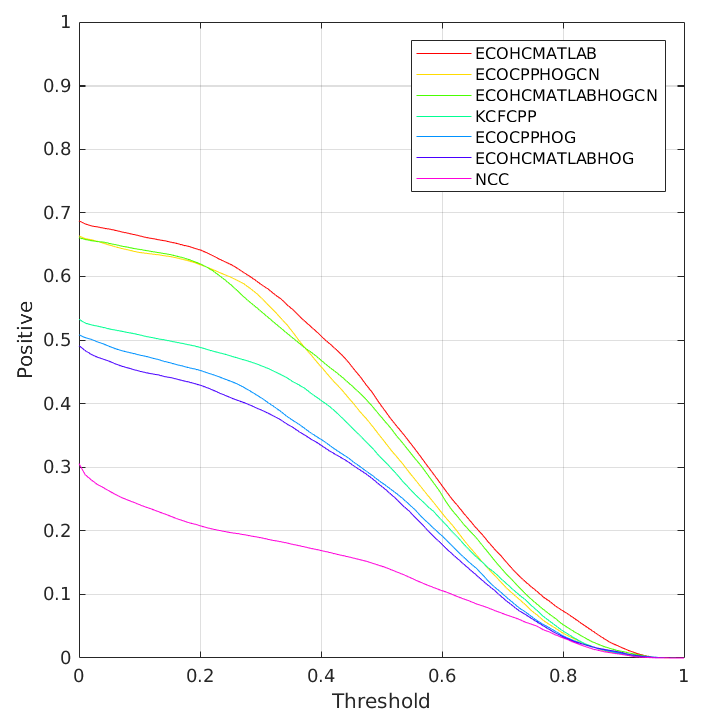 1
0.9
0.8
0.7
0.6
0.5
0.4
0.3
0.2
0.1
0
Positive
ECOHCMATLAB
ECOCPPHOGCN
ECOHCMATLABHOGCN
KCFCPP
ECOCPPHOG
ECOHCMATLABHOG
NCC
0 0.2 0.4 0.6 0.8 1
Threshold